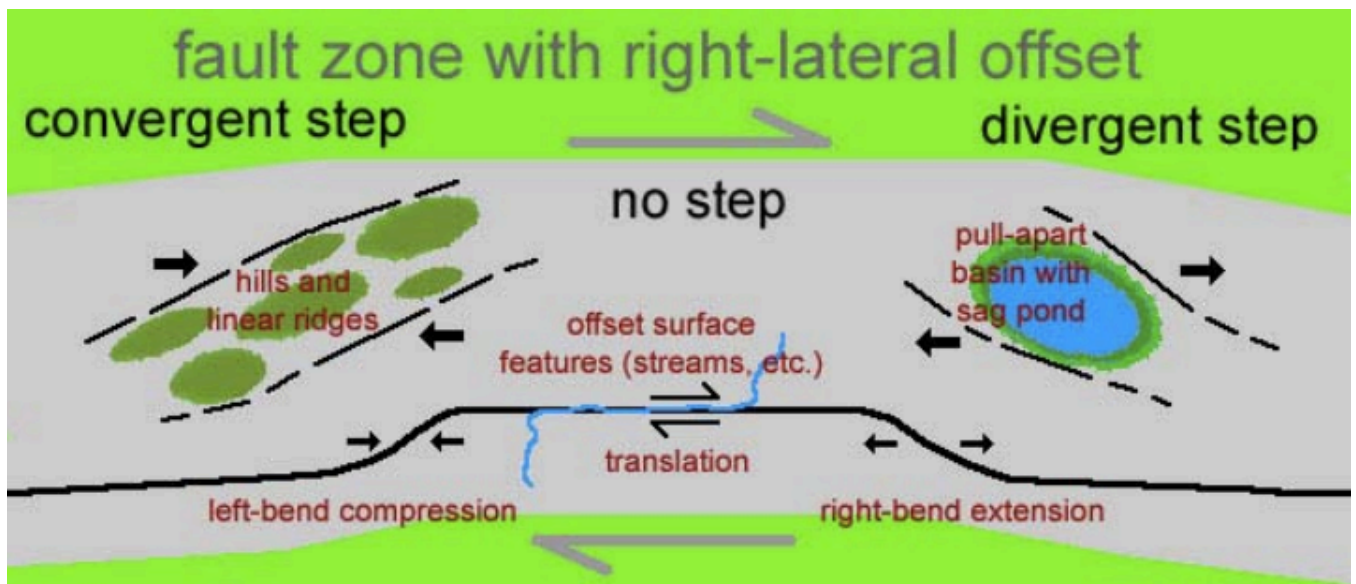 fault zone with right-lateral offset
convergent step
divergent step
no step
hills and
linear ridges
pull-apart
basin with
sag pond
offset surface
features (streams, etc.)
translation
left-bend compression
right-bend extension